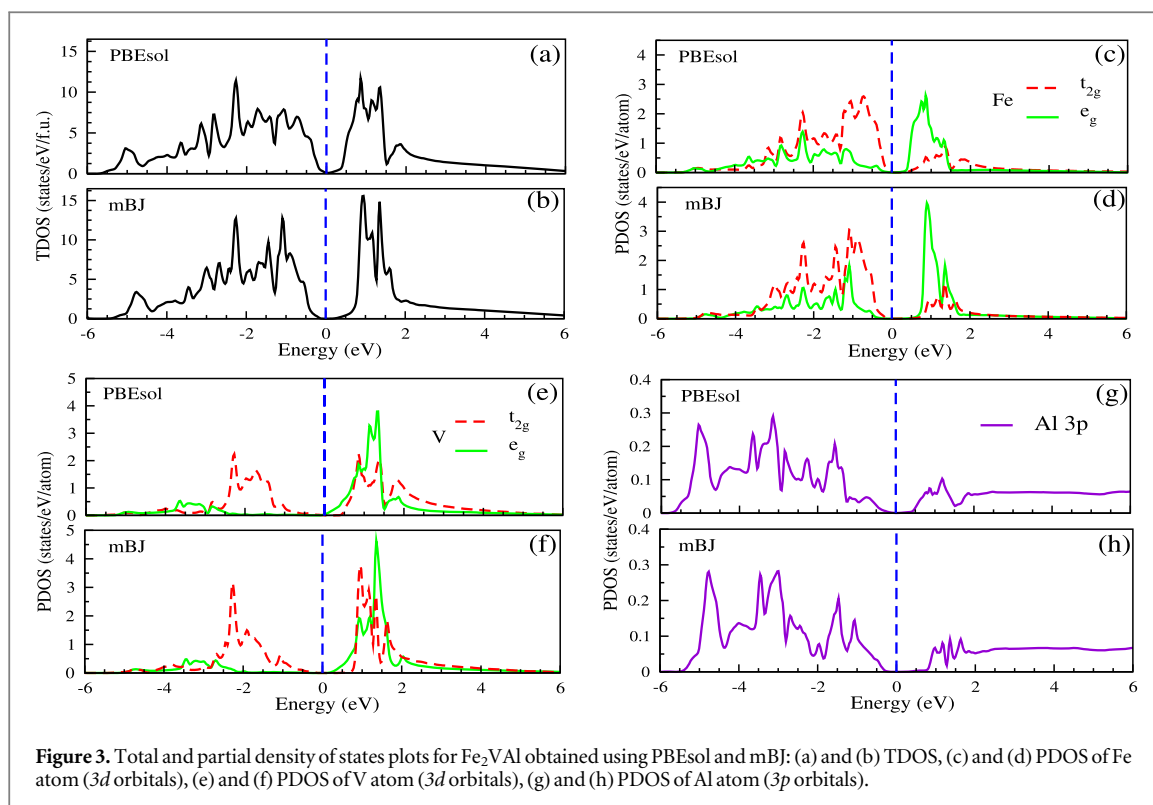 PBEsol
(a)
15
10
5
0
mBJ
(b)
15
10
5
0
TDOS (states/eV/f.u.)
-6 -4 -2 0 2 4 6
Energy (eV)
PBEsol
(c)
4
3
2
1
0
Fe
t2g
eg
mBJ
(d)
4
3
2
1
0
PDOS (states/eV/atom)
-6 -4 -2 0 2 4 6
Energy (eV)
PBEsol
(e)
5
4
3
2
1
0
V
t2g
eg
mBJ
(f)
5
4
3
2
1
0
PDOS (states/eV/atom)
-6 -4 -2 0 2 4 6
Energy (eV)
PBEsol
(g)
0.4
0.3
0.2
0.1
0
Al 3p
mBJ
(h)
0.4
0.3
0.2
0.1
0
PDOS (states/eV/atom)
-6 -4 -2 0 2 4 6
Energy (eV)
Figure 3. Total and partial density of states plots for Fe₂VAl obtained using PBEsol and mBJ: (a) and (b) TDOS, (c) and (d) PDOS of Fe
atom (3d orbitals), (e) and (f) PDOS of V atom (3d orbitals), (g) and (h) PDOS of Al atom (3p orbitals).